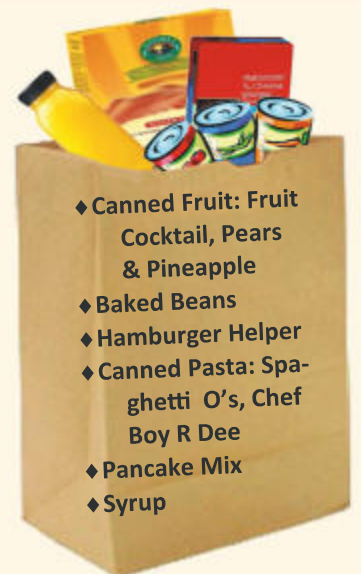 ♦Canned Fruit: Fruit
Cocktail, Pears
& Pineapple
♦Baked Beans
♦Hamburger Helper
♦Canned Pasta: Spa-
ghetti O's, Chef
Boy R Dee
♦Pancake Mix
♦Syrup